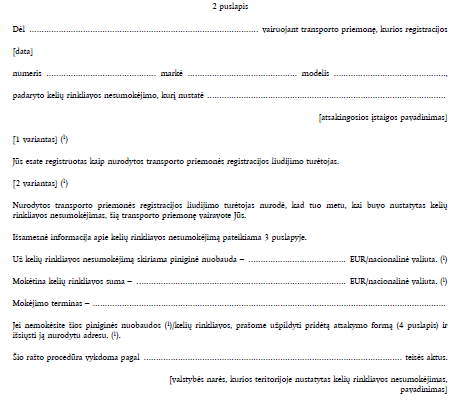 2 puslapis
Dėl .......................................................................................... vairuojant transporto priemonę, kurios registracijos
[data]
numeris ............................................ markė ............................................ modelis ............................................,
padaryto kelių rinkliavos nesumokėjimo, kurį nustatė ..............................................................................................
[atsakingosios įstaigos pavadinimas]
[1 variantas] (¹)
Jūs esate registruotas kaip nurodytos transporto priemonės registracijos liudijimo turėtojas.
[2 variantas] (¹)
Nurodytos transporto priemonės registracijos liudijimo turėtojas nurodė, kad tuo metu, kai buvo nustatytas kelių
rinkliavos nesumokėjimas, šią transporto priemonę vairavote Jūs.
Išsamesnė informacija apie kelių rinkliavos nesumokėjimą pateikiama 3 puslapyje.
Už kelių rinkliavos nesumokėjimą skiriama piniginė nuobauda – ...................................... EUR/nacionalinė valiuta. (¹)
Mokėtina kelių rinkliavos suma – ................................................................................... EUR/nacionalinė valiuta. (¹)
Mokėjimo terminas – ............................................................................................................................................
Jei nemokėsite šios piniginės nuobaudos (¹)/kelių rinkliavos, prašome užpildyti pridėtą atsakymo formą (4 puslapis) ir
išsiųsti ją nurodytu adresu. (¹).
Šio rašto procedūra vykdoma pagal ...................................................................................................... teisės aktus.
[valstybės narės, kurios teritorijoje nustatytas kelių rinkliavos nesumokėjimas,
pavadinimas]